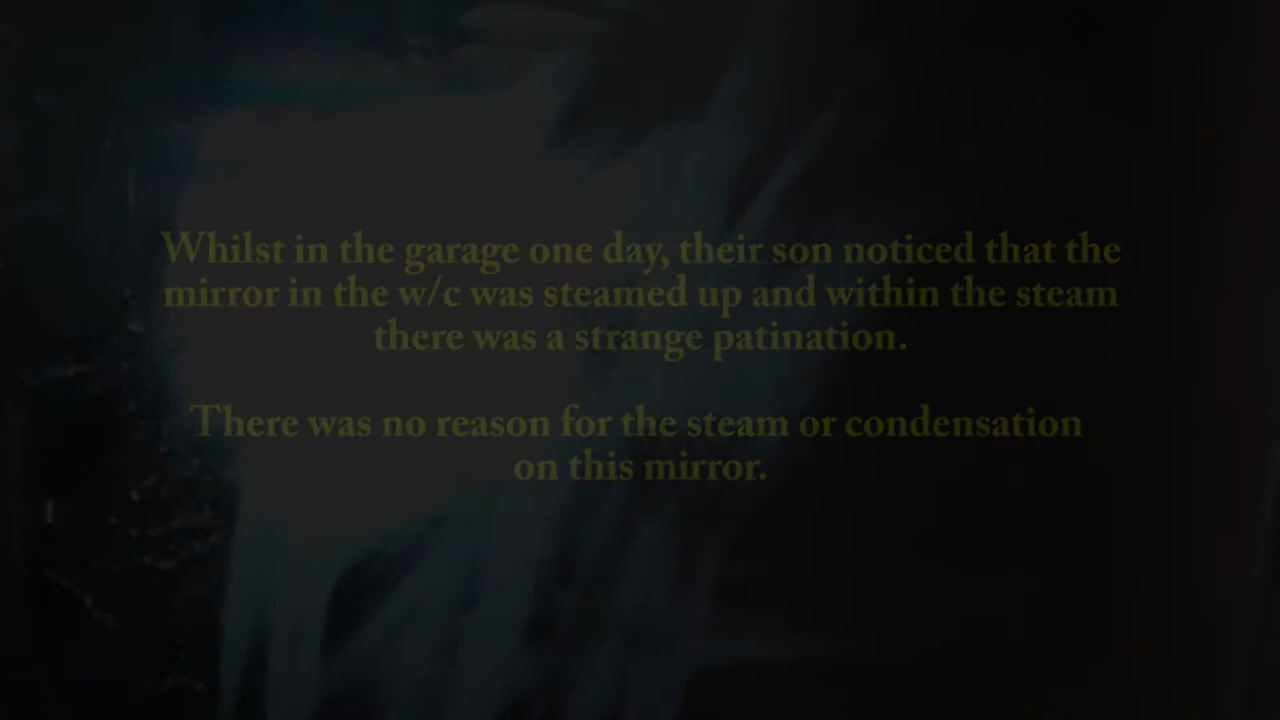 Whilst in the garage one day, their son noticed that the
mirror in the w/c was steamed up and within the steam
there was a strange patination.
There was no reason for the steam or condensation
on this mirror.